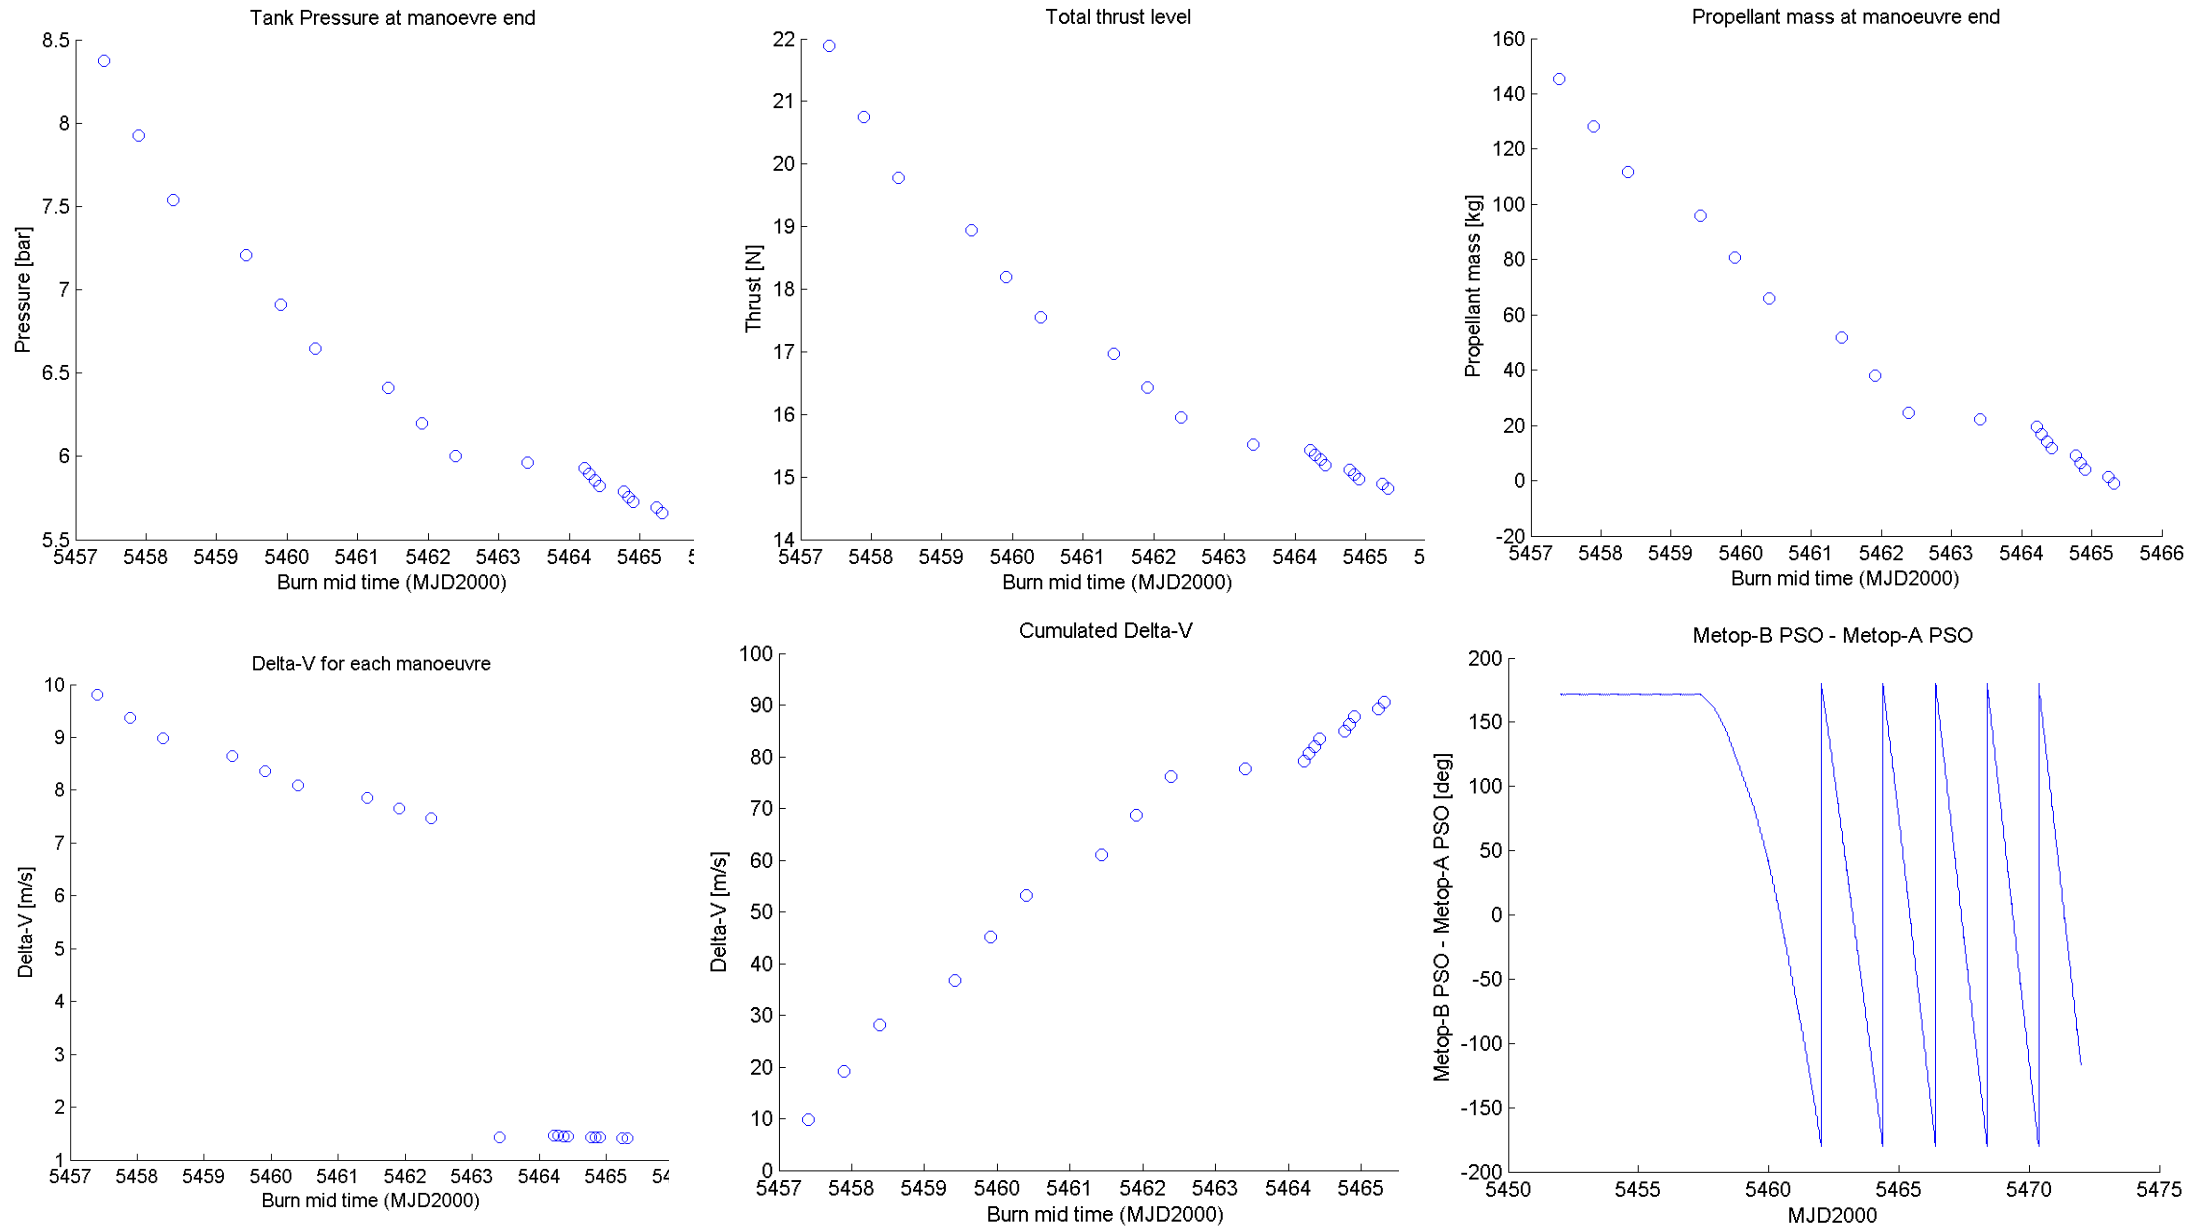 Tank Pressure at manoevre end
8.5
8
7.5
7
6.5
6
5.5
Pressure [bar]
5457 5458 5459 5460 5461 5462 5463 5464 5465
Burn mid time (MJD2000)
Total thrust level
22
21
20
19
18
17
16
15
14
Thrust [N]
5457 5458 5459 5460 5461 5462 5463 5464 5465 5
Burn mid time (MJD2000)
Propellant mass at manoeuvre end
160
140
120
100
80
60
40
20
0
-20
Propellant mass [kg]
5457 5458 5459 5460 5461 5462 5463 5464 5465 5466
Burn mid time (MJD2000)
Delta-V for each manoeuvre
10
9
8
7
6
5
4
3
2
1
Delta-V [m/s]
5457 5458 5459 5460 5461 5462 5463 5464 5465 54
Burn mid time (MJD2000)
Cumulated Delta-V
100
90
80
70
60
50
40
30
20
10
0
Delta-V [m/s]
5457 5458 5459 5460 5461 5462 5463 5464 5465
Burn mid time (MJD2000)
Metop-B PSO - Metop-A PSO
200
150
100
50
0
-50
-100
-150
-200
Metop-B PSO - Metop-A PSO [deg]
5450 5455 5460 5465 5470 5475
MJD2000